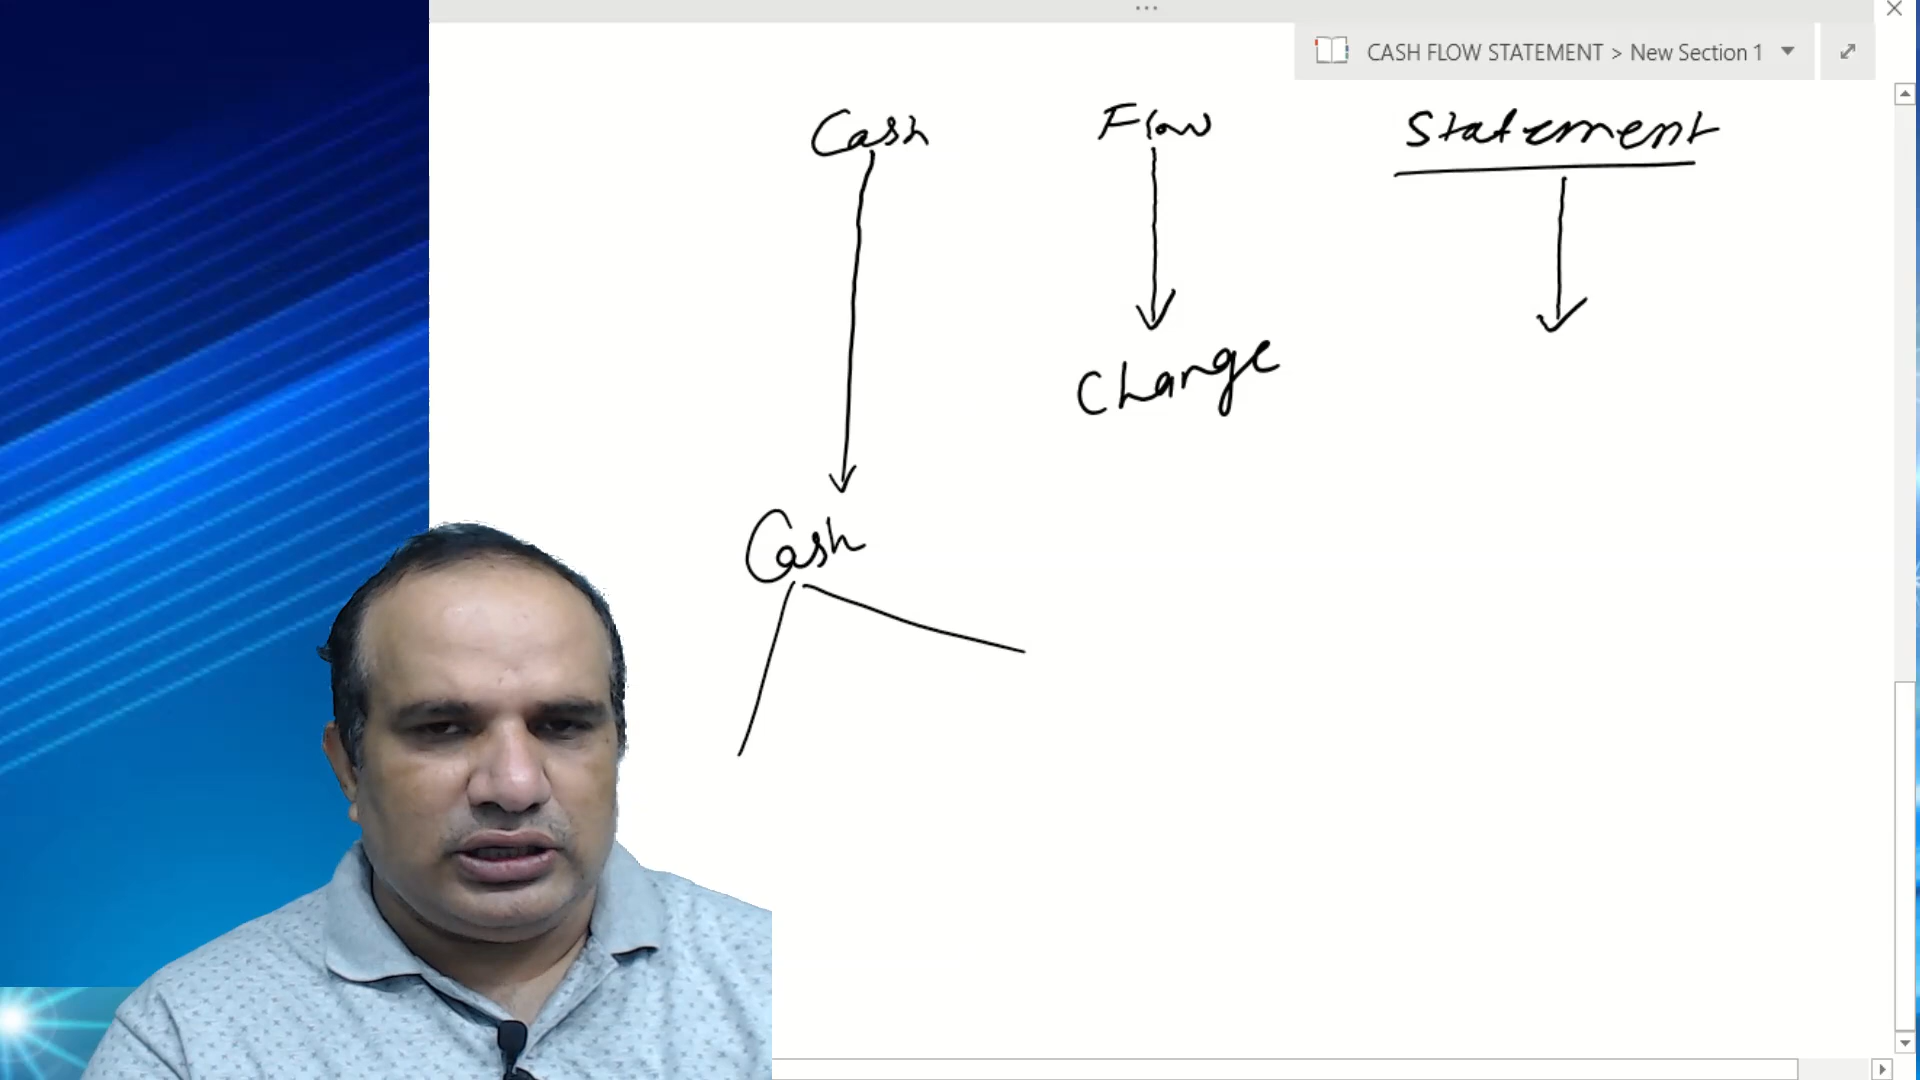 CASH FLOW STATEMENT > New Section 1
Cash Flow Statement
Change
Cash